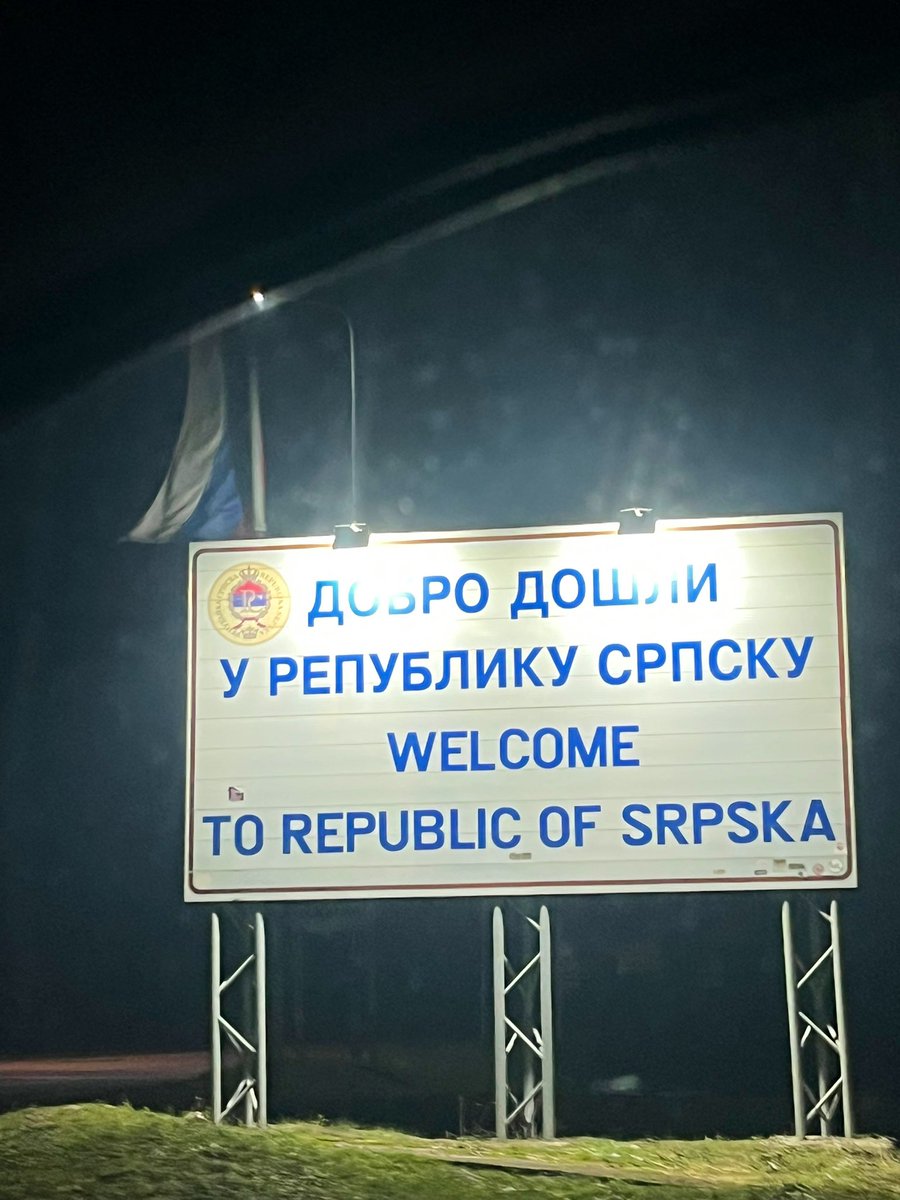 ДОБРО ДОШЛИ
У РЕПУБЛИКУ СРПСКУ
WELCOME
TO REPUBLIC OF SRPSKA